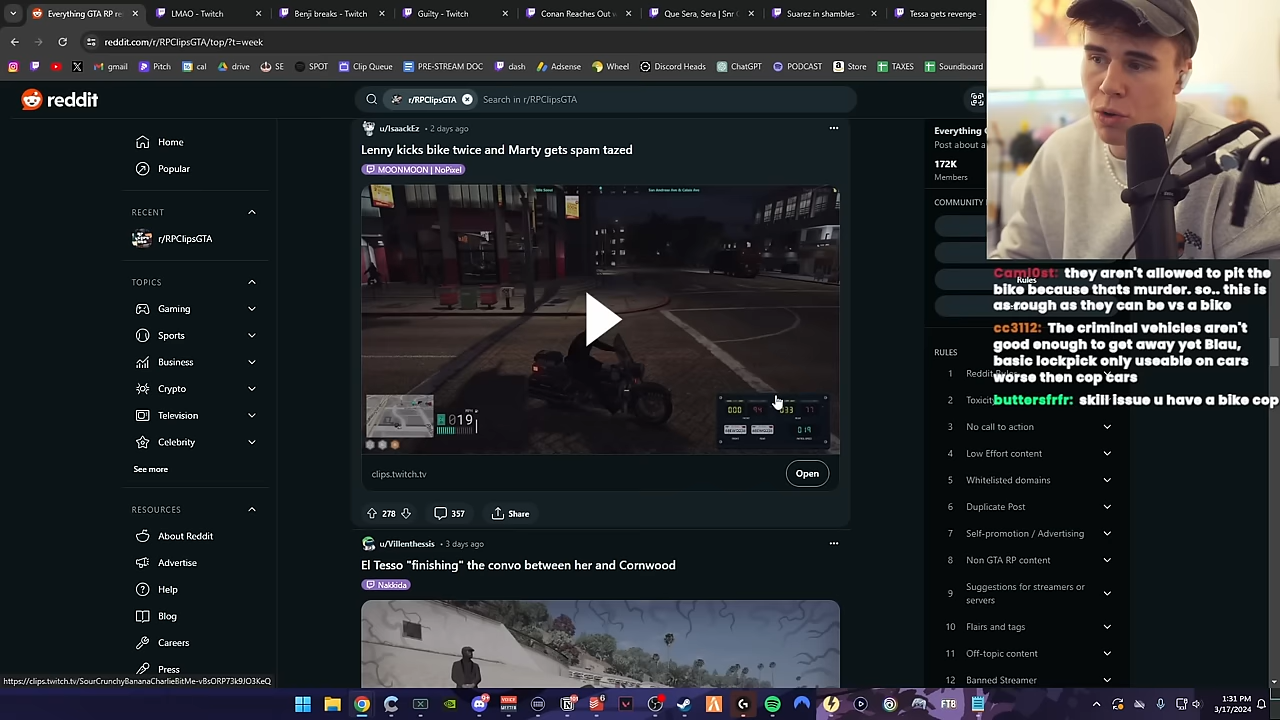 LMAO - Twitch
Benji breaks - Twitch
Guilty - Twitch
Conan Reaches Out
Que Sera, Sera | Sn
Suarez in shambles
Tessa gets revenge -
reddit.com/r/RPClipsGTA/top/?t=week
gmail
Pitch
cal
drive
SE
SPOT
Clip Queue
PRE-STREAM DOC
dash
Adsense
Wheel
Discord Heads
ChatGPT
PODCAST
Store
TAXES
Soundboard
reddit
r/RPClipsGTA
Search in r/RPClipsGTA
Home
Popular
RECENT
r/RPClipsGTA
TOPICS
Gaming
Sports
Business
Crypto
Television
Celebrity
See more
RESOURCES
About Reddit
Advertise
Help
Blog
Careers
Press
https://clips.twitch.tv/SourCrunchyBananaCharlieBitMe-vBsORP73k9JO3KeQ
u/IsaackEz • 2 days ago
Lenny kicks bike twice and Marty gets spam tazed
MOONMOON | NoPixel
019
MPH
clips.twitch.tv
Open
278
357
Share
u/Villenthessis • 3 days ago
El Tesso "finishing" the convo between her and Cornwood
Nakkida
Everything
Post about a
172K
Members
COMMUNITY
Rules
RULES
1 Reddit Rules
2 Toxicity
3 No call to action
4 Low Effort content
5 Whitelisted domains
6 Duplicate Post
7 Self-promotion / Advertising
8 Non GTA RP content
9 Suggestions for streamers or
servers
10 Flairs and tags
11 Off-topic content
12 Banned Streamer
Caml0st: they aren't allowed to pit the
bike because thats murder. so.. this is
as rough as they can be vs a bike
cc3112: The criminal vehicles aren't
good enough to get away yet Blau,
basic lockpick only useable on cars
worse then cop cars
buttersfrfr: skill issue u have a bike cop
1:31 PM
3/17/2024